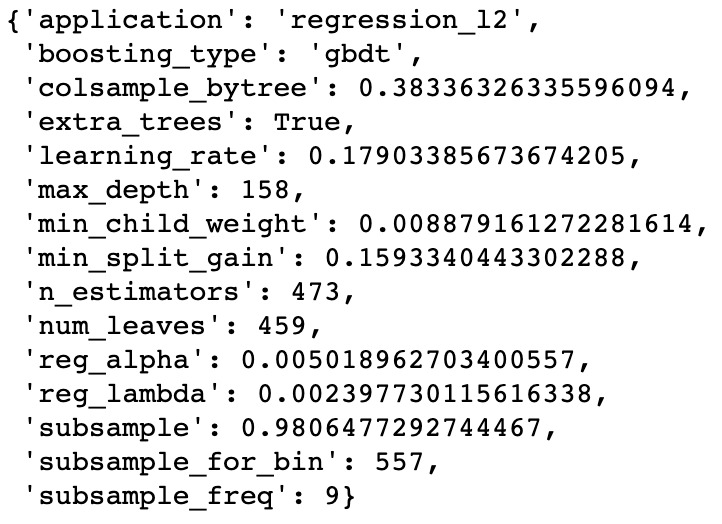 {'application': 'regression_l2',
'boosting_type': 'gbdt',
'colsample_bytree': 0.38336326335596094,
'extra_trees': True,
'learning_rate': 0.17903385673674205,
'max_depth': 158,
'min_child_weight': 0.008879161272281614,
'min_split_gain': 0.1593340443302288,
'n_estimators': 473,
'num_leaves': 459,
'reg_alpha': 0.005018962703400557,
'reg_lambda': 0.002397730115616338,
'subsample': 0.9806477292744467,
'subsample_for_bin': 557,
'subsample_freq': 9}